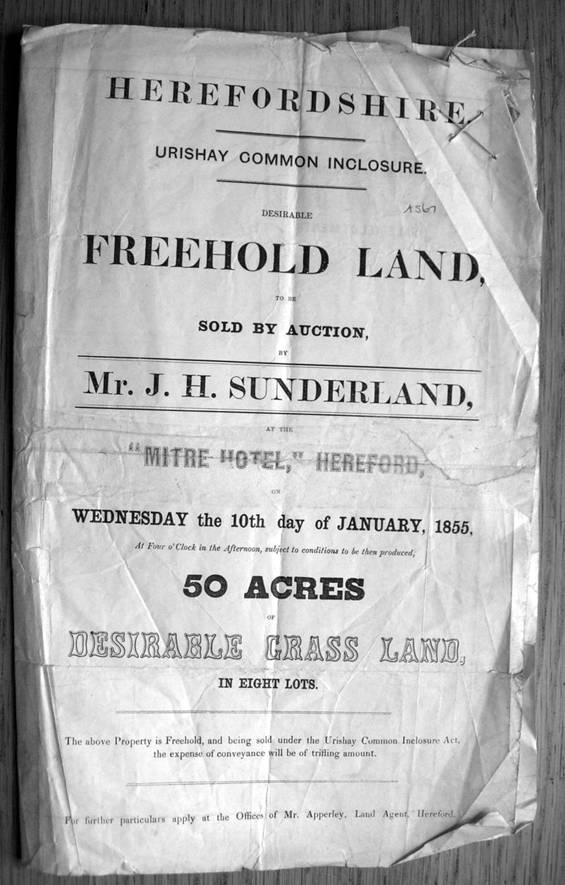 HEREFORDSHIRE.
URISHAY COMMON INCLOSURE.
DESIRABLE
FREEHOLD LAND,
TO BE
SOLD BY AUCTION,
BY
Mr. J. H. SUNDERLAND,
AT THE
"MITRE HOTEL," HEREFORD,
ON
WEDNESDAY the 10th day of JANUARY, 1855,
At Four o'Clock in the Afternoon, subject to conditions to be then produced,
50 ACRES
OF
DESIRABLE GRASS LAND,
IN EIGHT LOTS.
The above Property is Freehold, and being sold under the Urishay Common Inclosure Act,
the expense of conveyance will be of trifling amount.
For further particulars apply at the Offices of Mr. Apperley, Land Agent, Hereford.